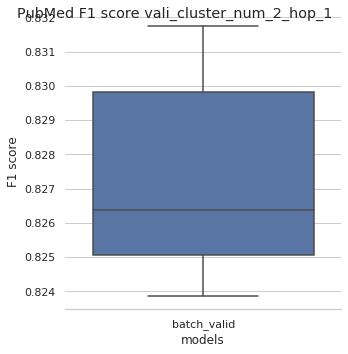 PubMed F1 score vali_cluster_num_2_hop_1
0.832
0.831
0.830
0.829
0.828
0.827
0.826
0.825
0.824
F1 score
batch_valid
models